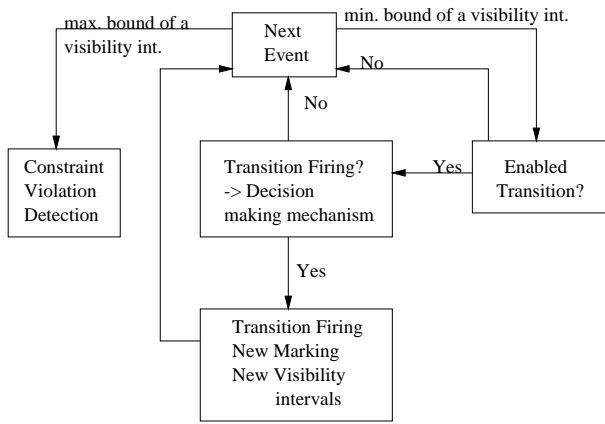 max. bound of a
visibility int.
Next
Event
min. bound of a visibility int.
No
No
Constraint
Violation
Detection
Transition Firing?
-> Decision
making mechanism
Yes
Enabled
Transition?
Yes
Transition Firing
New Marking
New Visibility
intervals